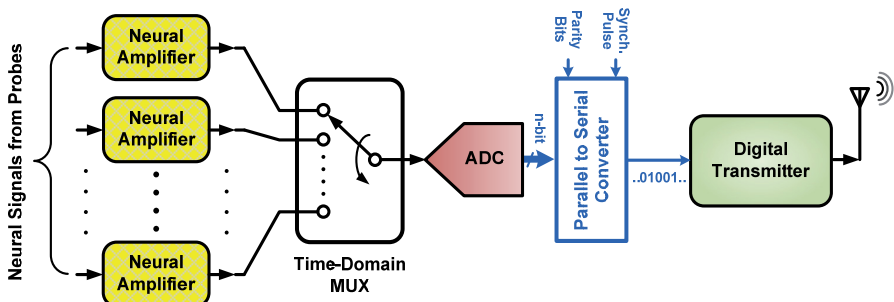 Neural Signals from Probes
Neural
Amplifier
Neural
Amplifier
Neural
Amplifier
Time-Domain
MUX
ADC
n-bit
Parity
Bits
Synch.
Pulse
Parallel to Serial
Converter
..01001..
Digital
Transmitter